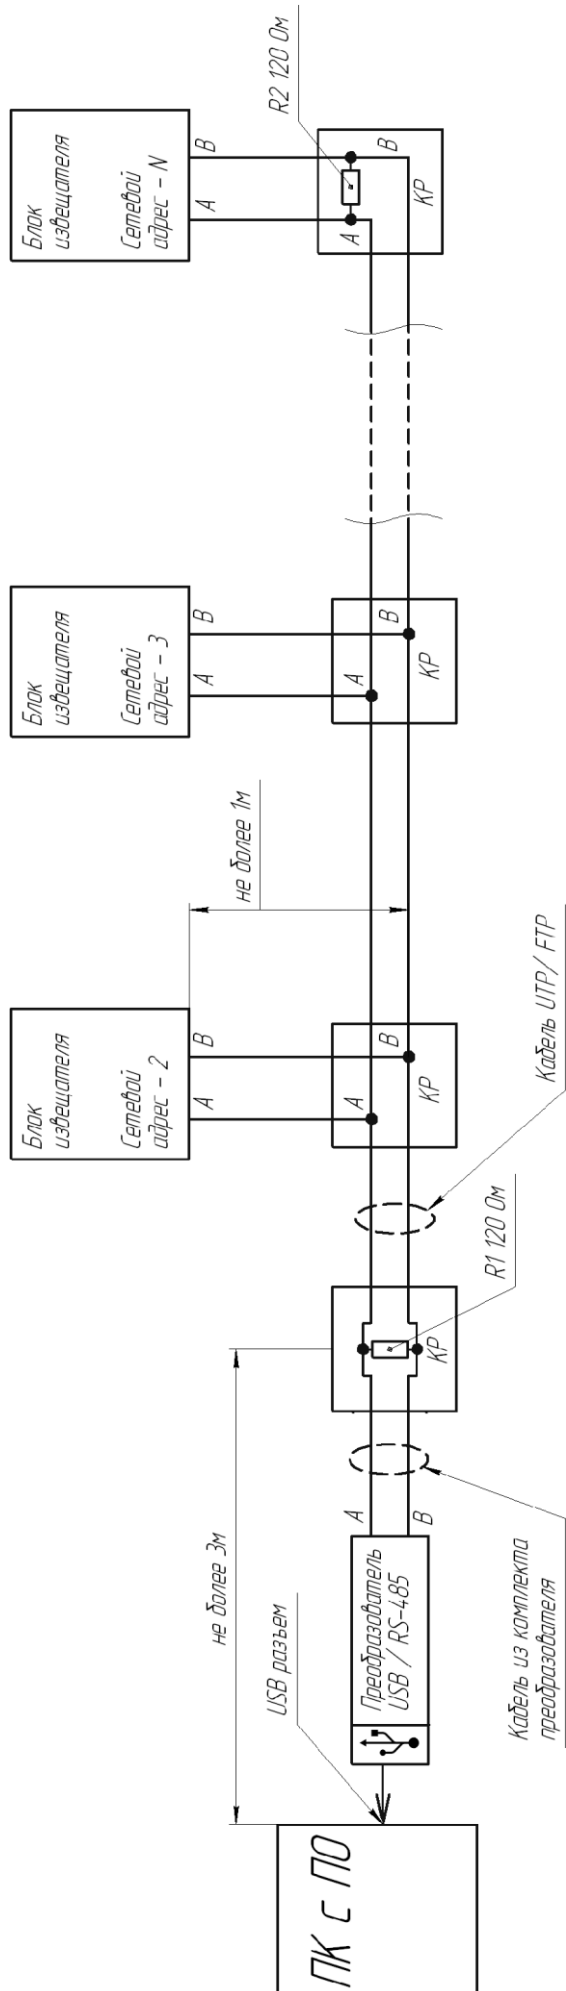 ПК с ПО
USB разъем
не более 3м
Преобразователь
USB / RS-485
A
B
Кабель из комплекта
преобразователя
КР
R1 120 Ом
Кабель UTP/ FTP
Блок
извещателя
Сетевой
адрес - 2
A
B
A
B
КР
не более 1м
Блок
извещателя
Сетевой
адрес - 3
A
B
A
B
КР
Блок
извещателя
Сетевой
адрес - N
A
B
R2 120 Ом
A
B
КР